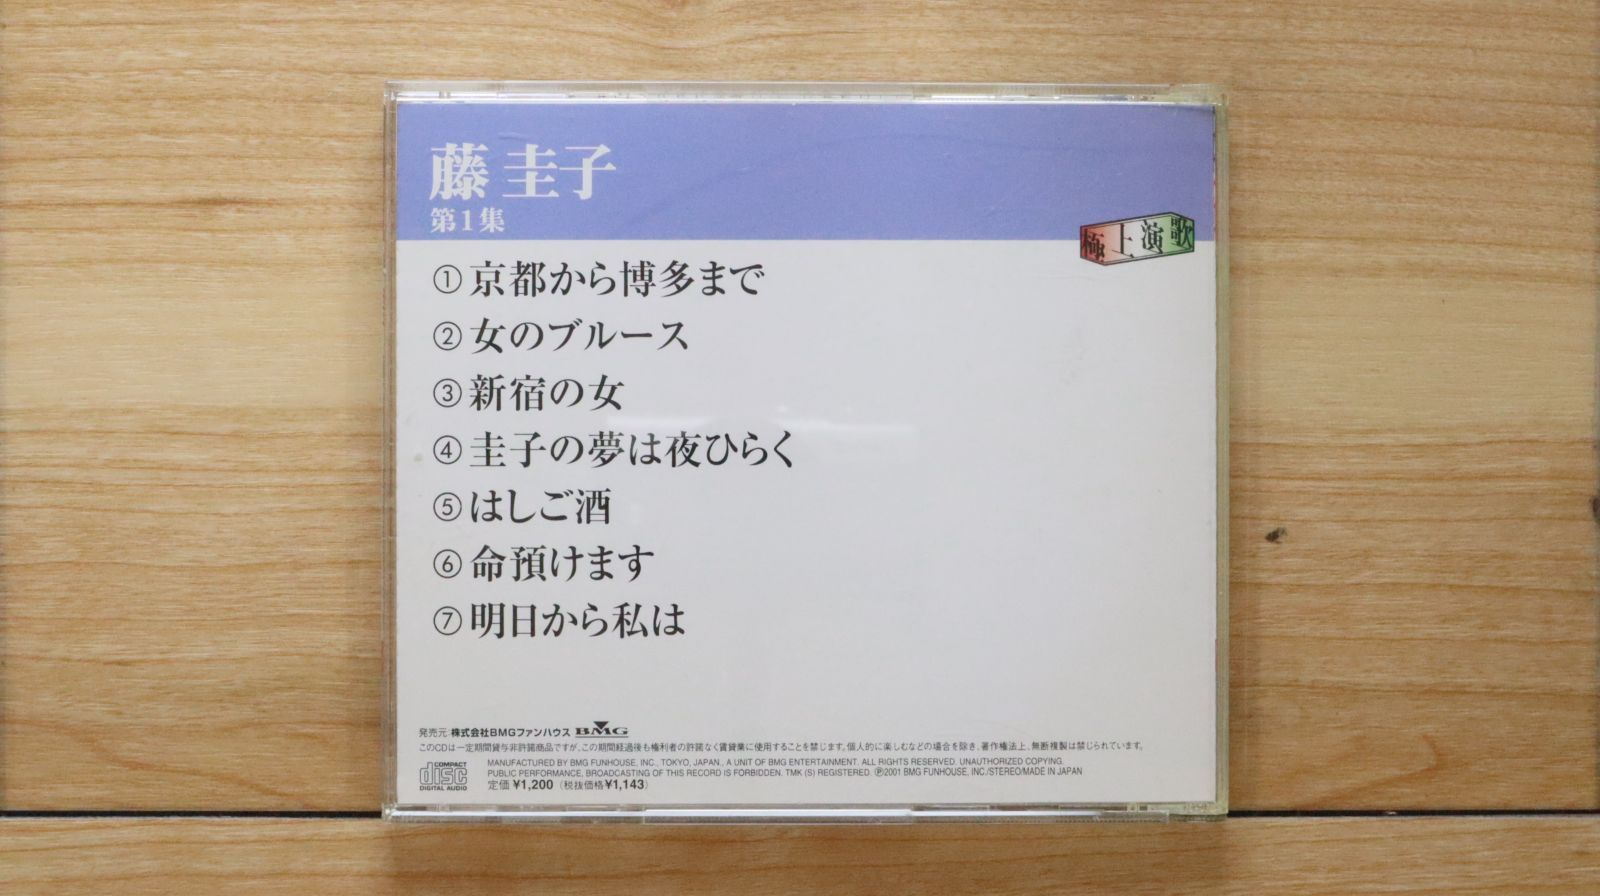 藤 圭子
第1集
極上演歌
①京都から博多まで
②女のブルース
③新宿の女
④圭子の夢は夜ひらく
⑤はしご酒
⑥命預けます
⑦明日から私は
発売元 株式会社BMGファンハウス BMG
このCDは一定期間貸与非許諾商品ですが、この期間経過後も権利者の許諾なく賃貸業に使用することを禁じます。個人的に楽しむなどの場合を除き、著作権法上、無断複製は禁じられています。
COMPACT
disc
DIGITAL AUDIO
MANUFACTURED BY BMG FUNHOUSE, INC., TOKYO, JAPAN., A UNIT OF BMG ENTERTAINMENT. ALL RIGHTS RESERVED. UNAUTHORIZED COPYING.
PUBLIC PERFORMANCE, BROADCASTING OF THIS RECORD IS FORBIDDEN. TMK (S) REGISTERED. Ⓟ2001 BMG FUNHOUSE, INC./STEREO/MADE IN JAPAN
定価 ¥1,200（税抜価格¥1,143）